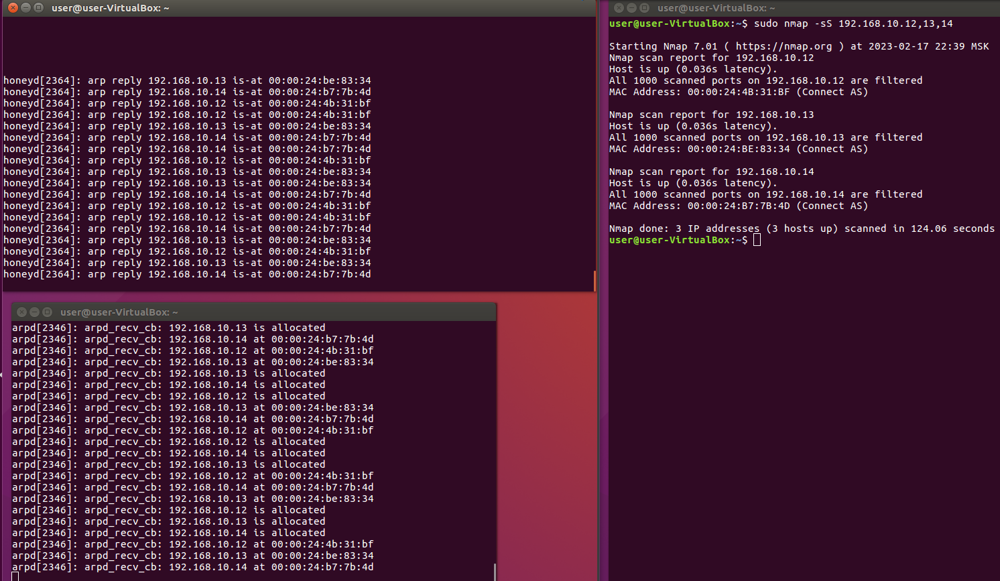 user@user-VirtualBox: ~
honeyd[2364]: arp reply 192.168.10.13 is-at 00:00:24:be:83:34
honeyd[2364]: arp reply 192.168.10.14 is-at 00:00:24:b7:7b:4d
honeyd[2364]: arp reply 192.168.10.12 is-at 00:00:24:4b:31:bf
honeyd[2364]: arp reply 192.168.10.12 is-at 00:00:24:4b:31:bf
honeyd[2364]: arp reply 192.168.10.13 is-at 00:00:24:be:83:34
honeyd[2364]: arp reply 192.168.10.14 is-at 00:00:24:b7:7b:4d
honeyd[2364]: arp reply 192.168.10.14 is-at 00:00:24:b7:7b:4d
honeyd[2364]: arp reply 192.168.10.12 is-at 00:00:24:4b:31:bf
honeyd[2364]: arp reply 192.168.10.13 is-at 00:00:24:be:83:34
honeyd[2364]: arp reply 192.168.10.13 is-at 00:00:24:be:83:34
honeyd[2364]: arp reply 192.168.10.14 is-at 00:00:24:b7:7b:4d
honeyd[2364]: arp reply 192.168.10.12 is-at 00:00:24:4b:31:bf
honeyd[2364]: arp reply 192.168.10.12 is-at 00:00:24:4b:31:bf
honeyd[2364]: arp reply 192.168.10.14 is-at 00:00:24:b7:7b:4d
honeyd[2364]: arp reply 192.168.10.13 is-at 00:00:24:be:83:34
honeyd[2364]: arp reply 192.168.10.12 is-at 00:00:24:4b:31:bf
honeyd[2364]: arp reply 192.168.10.13 is-at 00:00:24:be:83:34
honeyd[2364]: arp reply 192.168.10.14 is-at 00:00:24:b7:7b:4d
user@user-VirtualBox: ~
arpd[2346]: arpd_recv_cb: 192.168.10.13 is allocated
arpd[2346]: arpd_recv_cb: 192.168.10.14 at 00:00:24:b7:7b:4d
arpd[2346]: arpd_recv_cb: 192.168.10.12 at 00:00:24:4b:31:bf
arpd[2346]: arpd_recv_cb: 192.168.10.13 at 00:00:24:be:83:34
arpd[2346]: arpd_recv_cb: 192.168.10.13 is allocated
arpd[2346]: arpd_recv_cb: 192.168.10.14 is allocated
arpd[2346]: arpd_recv_cb: 192.168.10.12 is allocated
arpd[2346]: arpd_recv_cb: 192.168.10.13 at 00:00:24:be:83:34
arpd[2346]: arpd_recv_cb: 192.168.10.14 at 00:00:24:b7:7b:4d
arpd[2346]: arpd_recv_cb: 192.168.10.12 at 00:00:24:4b:31:bf
arpd[2346]: arpd_recv_cb: 192.168.10.12 is allocated
arpd[2346]: arpd_recv_cb: 192.168.10.14 is allocated
arpd[2346]: arpd_recv_cb: 192.168.10.13 is allocated
arpd[2346]: arpd_recv_cb: 192.168.10.12 at 00:00:24:4b:31:bf
arpd[2346]: arpd_recv_cb: 192.168.10.14 at 00:00:24:b7:7b:4d
arpd[2346]: arpd_recv_cb: 192.168.10.13 at 00:00:24:be:83:34
arpd[2346]: arpd_recv_cb: 192.168.10.12 is allocated
arpd[2346]: arpd_recv_cb: 192.168.10.13 is allocated
arpd[2346]: arpd_recv_cb: 192.168.10.14 is allocated
arpd[2346]: arpd_recv_cb: 192.168.10.12 at 00:00:24:4b:31:bf
arpd[2346]: arpd_recv_cb: 192.168.10.13 at 00:00:24:be:83:34
arpd[2346]: arpd_recv_cb: 192.168.10.14 at 00:00:24:b7:7b:4d
user@user-VirtualBox: ~
user@user-VirtualBox:~$ sudo nmap -sS 192.168.10.12,13,14
Starting Nmap 7.01 ( https://nmap.org ) at 2023-02-17 22:39 MSK
Nmap scan report for 192.168.10.12
Host is up (0.036s latency).
All 1000 scanned ports on 192.168.10.12 are filtered
MAC Address: 00:00:24:4B:31:BF (Connect AS)
Nmap scan report for 192.168.10.13
Host is up (0.036s latency).
All 1000 scanned ports on 192.168.10.13 are filtered
MAC Address: 00:00:24:BE:83:34 (Connect AS)
Nmap scan report for 192.168.10.14
Host is up (0.036s latency).
All 1000 scanned ports on 192.168.10.14 are filtered
MAC Address: 00:00:24:B7:7B:4D (Connect AS)
Nmap done: 3 IP addresses (3 hosts up) scanned in 124.06 seconds
user@user-VirtualBox:~$